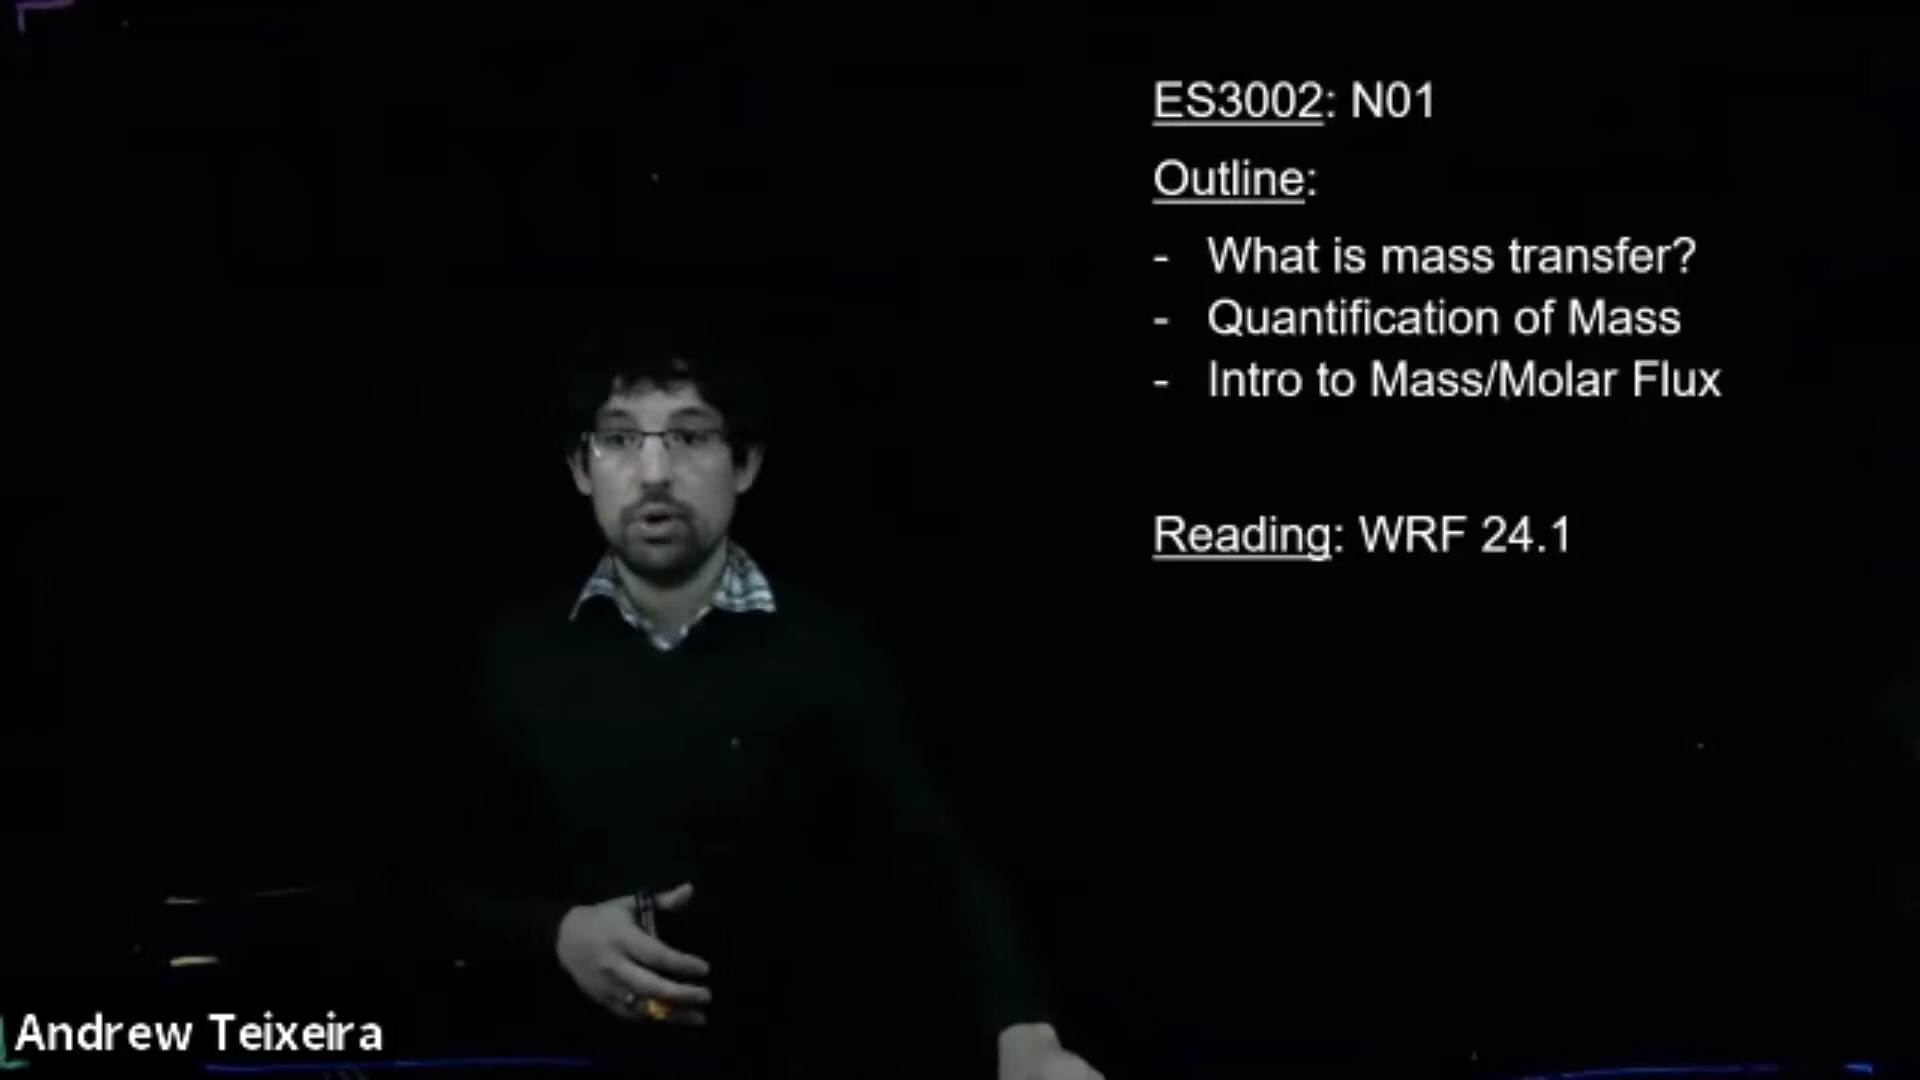 ES3002: N01
Outline:
- What is mass transfer?
- Quantification of Mass
- Intro to Mass/Molar Flux
Reading: WRF 24.1
Andrew Teixeira